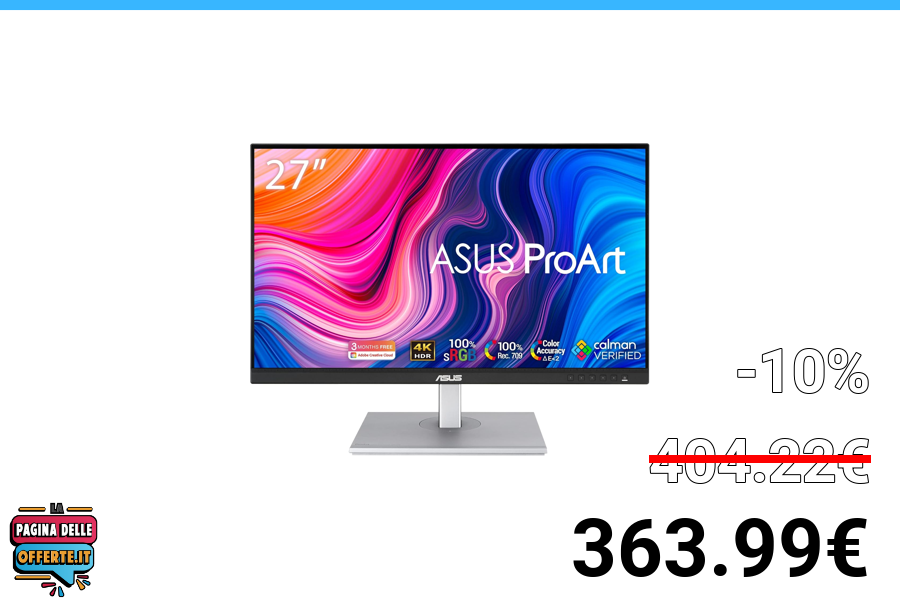 27"
ASUS ProArt
3 MONTHS FREE
Adobe Creative Cloud
4K
HDR
100%
sRGB
100%
Rec. 709
Color
Accuracy
Δ E<2
calman
VERIFIED
ASUS
-10%
404.22€
363.99€
LA
PAGINA DELLE
OFFERTE.IT